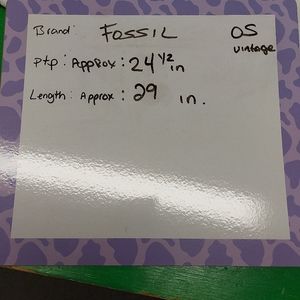 Brand: FOSSIL OS
vintage
ptp: Approx: 24 1/2 in
Length: Approx: 29 in.